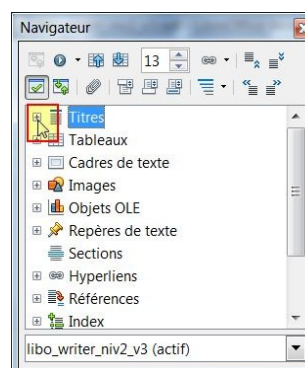 Navigateur
13
Titres
Tableaux
Cadres de texte
Images
Objets OLE
Repères de texte
Sections
Hyperliens
Références
Index
libo_writer_niv2_v3 (actif)